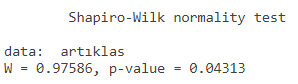 Shapiro-Wilk normality test
data:  artıklas
W = 0.97586, p-value = 0.04313